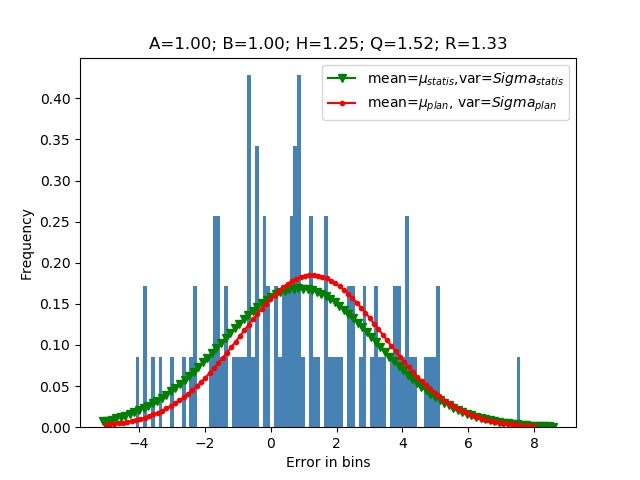 A=1.00; B=1.00; H=1.25; Q=1.52; R=1.33
mean=μstatis,var=Sigmastatis
mean=μplan, var=Sigmaplan
0.40
0.35
0.30
0.25
0.20
0.15
0.10
0.05
0.00
Frequency
−4 −2 0 2 4 6 8
Error in bins